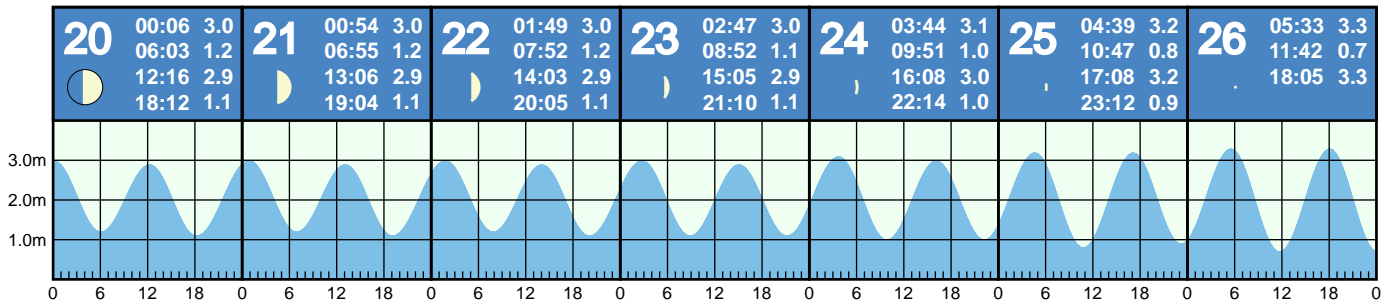 20 00:06 3.0 21 00:54 3.0 22 01:49 3.0 23 02:47 3.0 24 03:44 3.1 25 04:39 3.2 26 05:33 3.3
06:03 1.2 06:55 1.2 07:52 1.2 08:52 1.1 09:51 1.0 10:47 0.8 11:42 0.7
12:16 2.9 13:06 2.9 14:03 2.9 15:05 2.9 16:08 3.0 17:08 3.2 18:05 3.3
18:12 1.1 19:04 1.1 20:05 1.1 21:10 1.1 22:14 1.0 23:12 0.9
3.0m
2.0m
1.0m
0 6 12 18 0 6 12 18 0 6 12 18 0 6 12 18 0 6 12 18 0 6 12 18 0 6 12 18 0